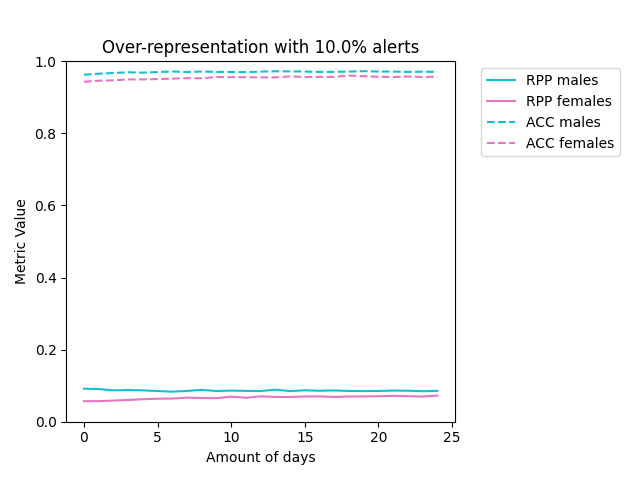 Over-representation with 10.0% alerts
1.0
0.8
0.6
0.4
0.2
0.0
Metric Value
0 5 10 15 20 25
Amount of days
RPP males
RPP females
ACC males
ACC females